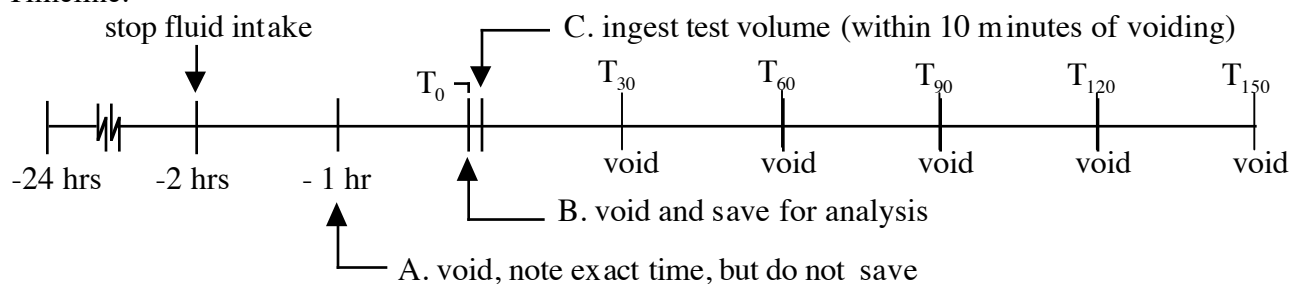 stop fluid intake
C. ingest test volume (within 10 minutes of voiding)
T0
T30
T60
T90
T120
T150
-24 hrs
-2 hrs
- 1 hr
void
void
void
void
void
B. void and save for analysis
A. void, note exact time, but do not save